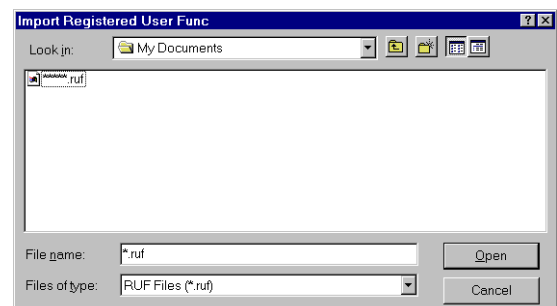 Import Registered User Func
Look in: My Documents
*****.ruf
File name: *.ruf
Open
Files of type: RUF Files (*.ruf)
Cancel